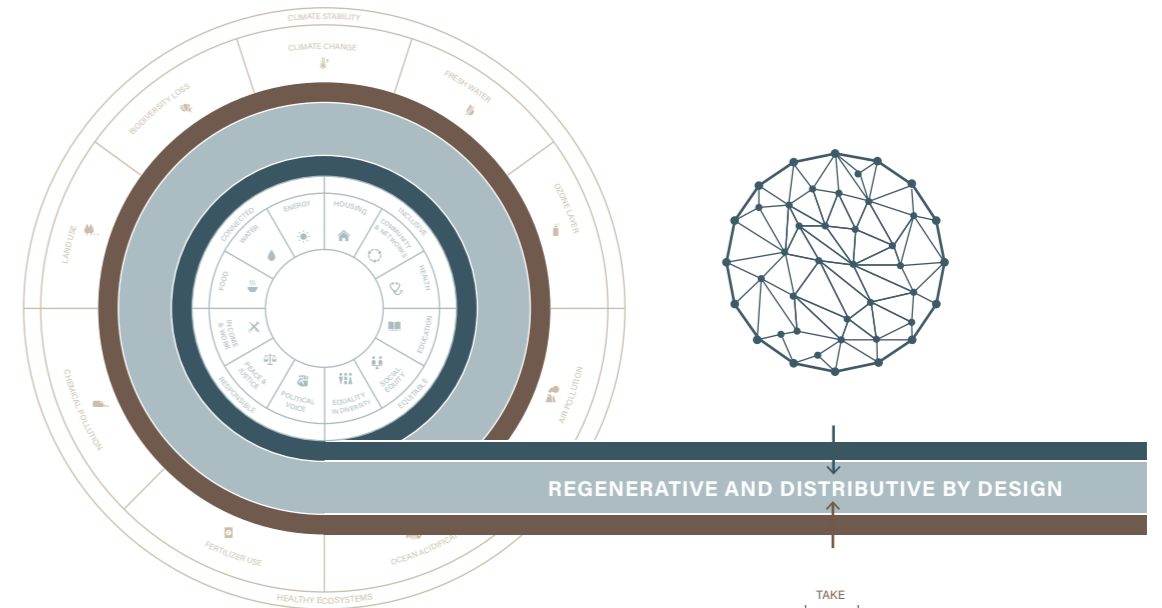 CLIMATE STABILITY
CLIMATE CHANGE
FRESH WATER
BIODIVERSITY LOSS
OZONE LAYER
LAND USE
CONNECTED
ENERGY
HOUSING
INCLUSIVE
WATER
COMMUNITY
& NETWORKS
FOOD
HEALTH
INCOME
& WORK
EDUCATION
PEACE &
JUSTICE
SOCIAL
EQUITY
POLITICAL
VOICE
EQUALITY
IN DIVERSITY
RESPONSIBLE
EQUITABLE
CHEMICAL POLLUTION
AIR POLLUTION
REGENERATIVE AND DISTRIBUTIVE BY DESIGN
FERTILIZER USE
OCEAN ACIDIFICA
HEALTHY ECOSYSTEMS
TAKE